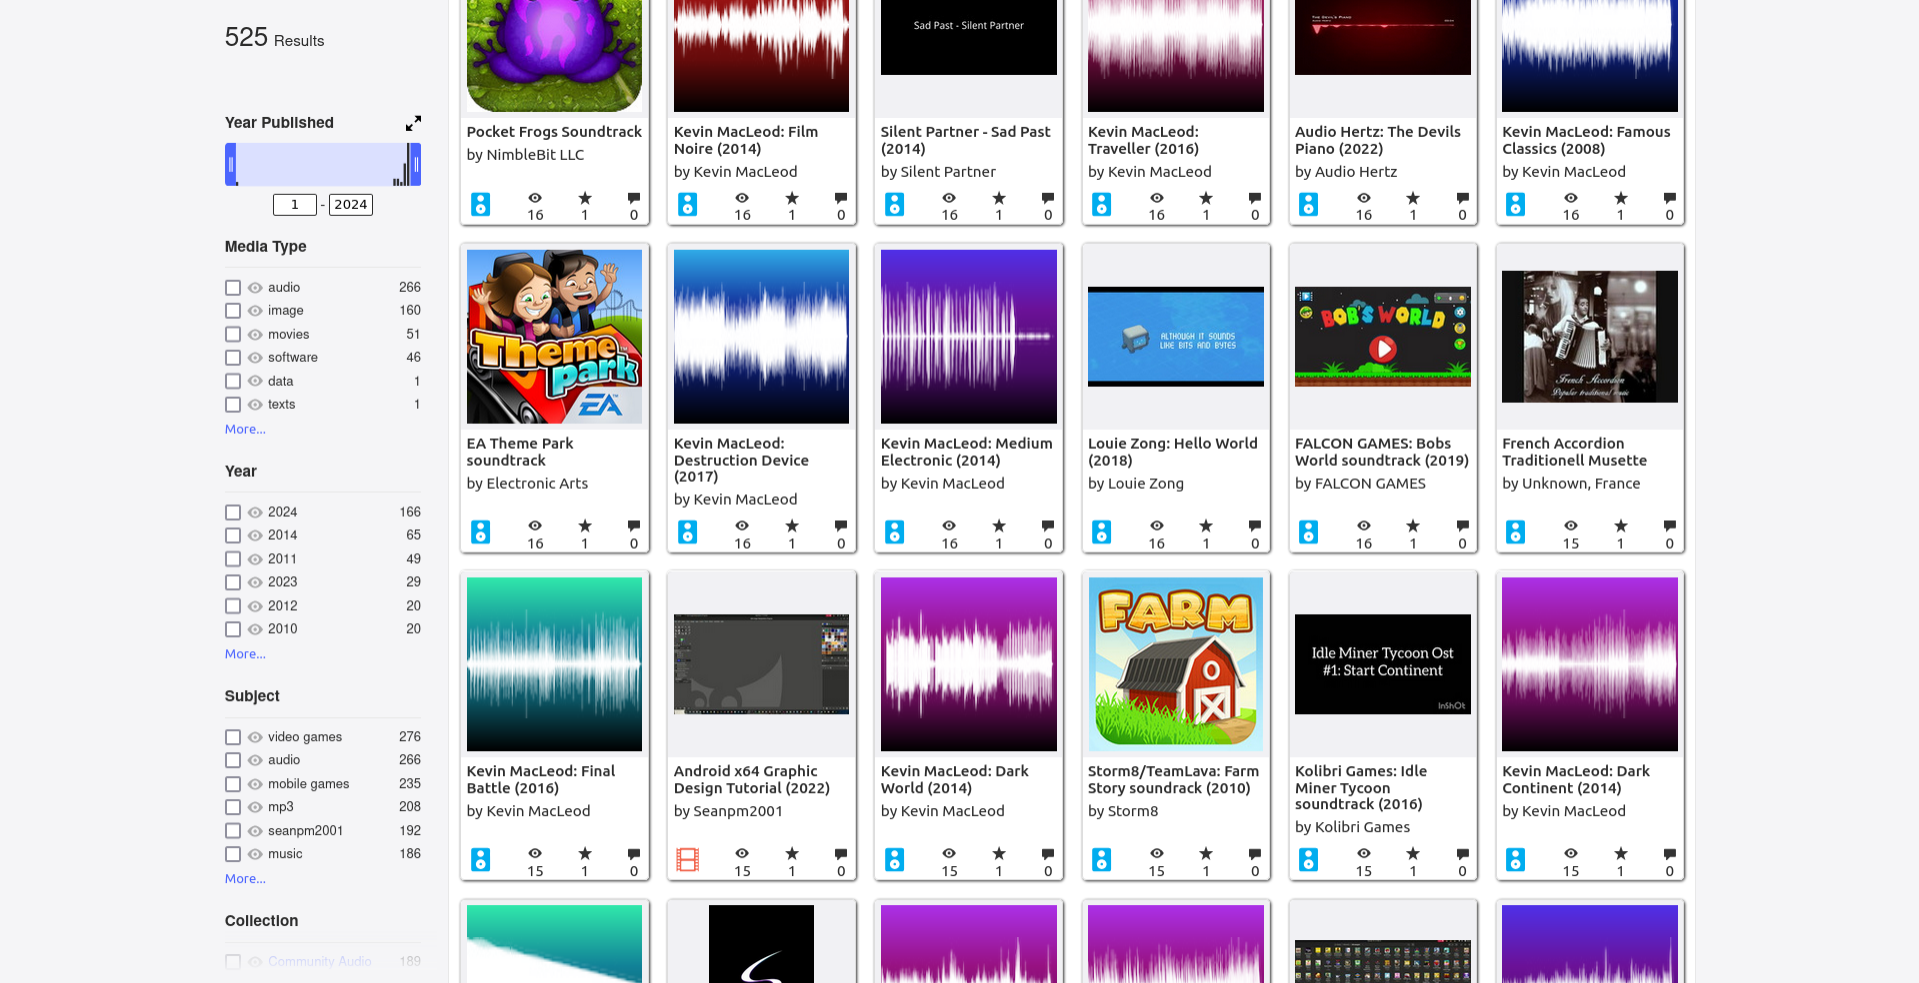 525 Results
Year Published
1 - 2024
Media Type
audio 266
image 160
movies 51
software 46
data 1
texts 1
More...
Year
2024 166
2014 65
2011 49
2023 29
2012 20
2010 20
More...
Subject
video games 276
audio 266
mobile games 235
mp3 208
seanpm2001 192
music 186
More...
Collection
Community Audio 189
Pocket Frogs Soundtrack
by NimbleBit LLC
16 1 0
Kevin MacLeod: Film
Noire (2014)
by Kevin MacLeod
16 1 0
Sad Past - Silent Partner
Silent Partner - Sad Past
(2014)
by Silent Partner
16 1 0
Kevin MacLeod:
Traveller (2016)
by Kevin MacLeod
16 1 0
THE DEVIL'S PIANO
Audio Hertz: The Devils
Piano (2022)
by Audio Hertz
16 1 0
Kevin MacLeod: Famous
Classics (2008)
by Kevin MacLeod
16 1 0
Theme
park
EA
EA Theme Park
soundtrack
by Electronic Arts
16 1 0
Kevin MacLeod:
Destruction Device
(2017)
by Kevin MacLeod
16 1 0
Kevin MacLeod: Medium
Electronic (2014)
by Kevin MacLeod
16 1 0
ALTHOUGH IT SOUNDS
LIKE BITS AND BYTES
Louie Zong: Hello World
(2018)
by Louie Zong
16 1 0
BOB'S WORLD
FALCON GAMES: Bobs
World soundtrack (2019)
by FALCON GAMES
16 1 0
French Accordion
Popular traditional music
French Accordion
Traditionell Musette
by Unknown, France
15 1 0
Kevin MacLeod: Final
Battle (2016)
by Kevin MacLeod
15 1 0
Android x64 Graphic
Design Tutorial (2022)
by Seanpm2001
15 1 0
Kevin MacLeod: Dark
World (2014)
by Kevin MacLeod
15 1 0
FARM
Storm8/TeamLava: Farm
Story soundrack (2010)
by Storm8
15 1 0
Idle Miner Tycoon Ost
#1: Start Continent
InShOt
Kolibri Games: Idle
Miner Tycoon
soundtrack (2016)
by Kolibri Games
15 1 0
Kevin MacLeod: Dark
Continent (2014)
by Kevin MacLeod
15 1 0